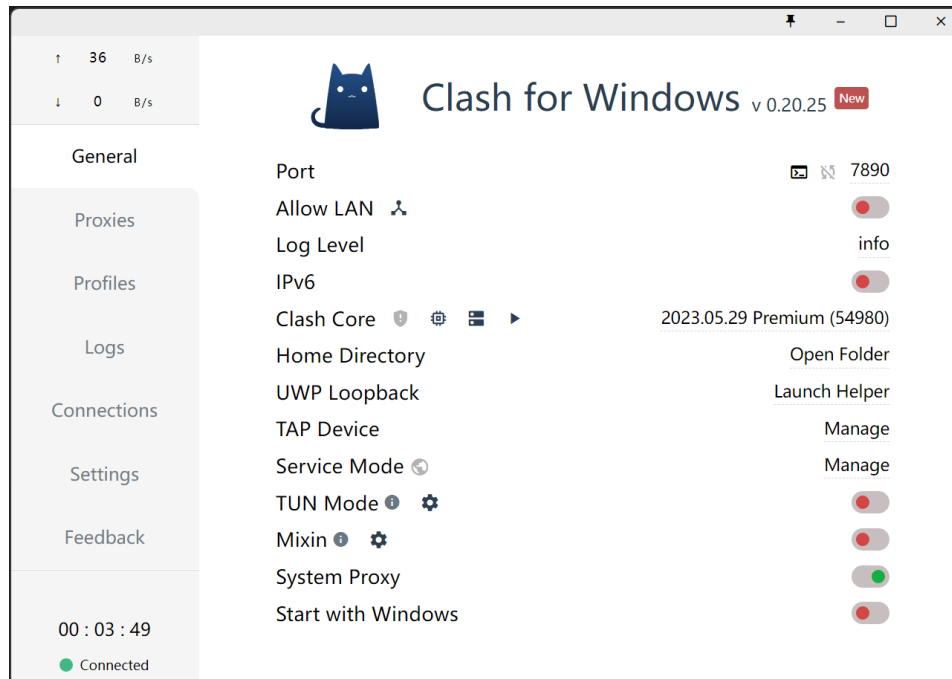 ↑ 36 B/s
↓ 0 B/s
General
Proxies
Profiles
Logs
Connections
Settings
Feedback
00 : 03 : 49
Connected
Clash for Windows v 0.20.25 New
Port 7890
Allow LAN
Log Level info
IPv6
Clash Core 2023.05.29 Premium (54980)
Home Directory Open Folder
UWP Loopback Launch Helper
TAP Device Manage
Service Mode Manage
TUN Mode
Mixin
System Proxy
Start with Windows